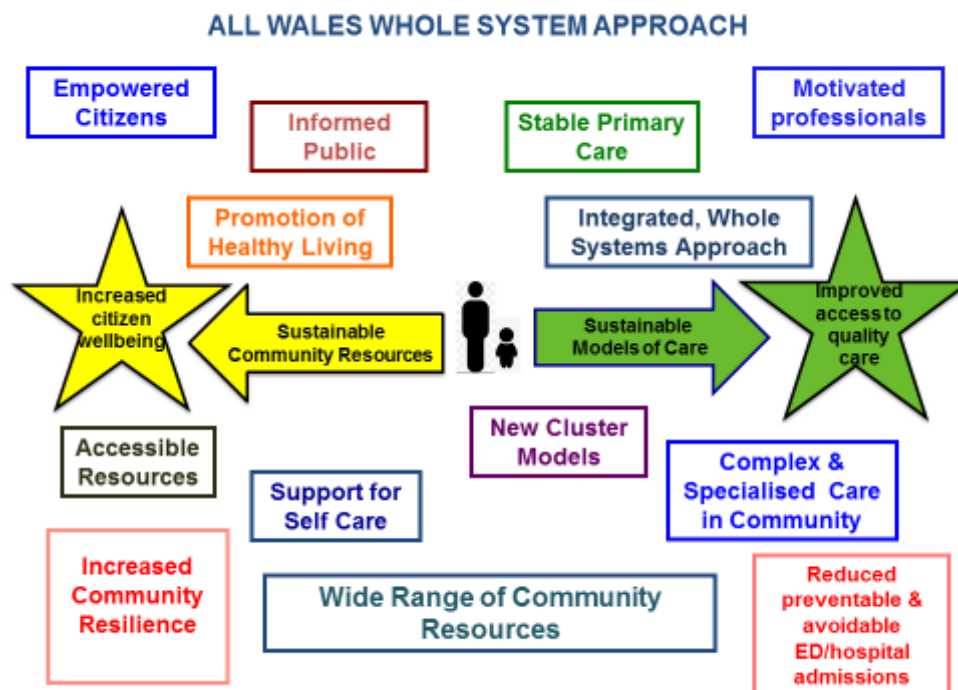 ALL WALES WHOLE SYSTEM APPROACH
Empowered
Citizens
Informed
Public
Stable Primary
Care
Motivated
professionals
Promotion of
Healthy Living
Integrated, Whole
Systems Approach
Increased
citizen
wellbeing
Sustainable
Community Resources
Sustainable
Models of Care
Improved
access to
quality
care
Accessible
Resources
Support for
Self Care
New Cluster
Models
Complex &
Specialised Care
in Community
Increased
Community
Resilience
Wide Range of Community
Resources
Reduced
preventable &
avoidable
ED/hospital
admissions